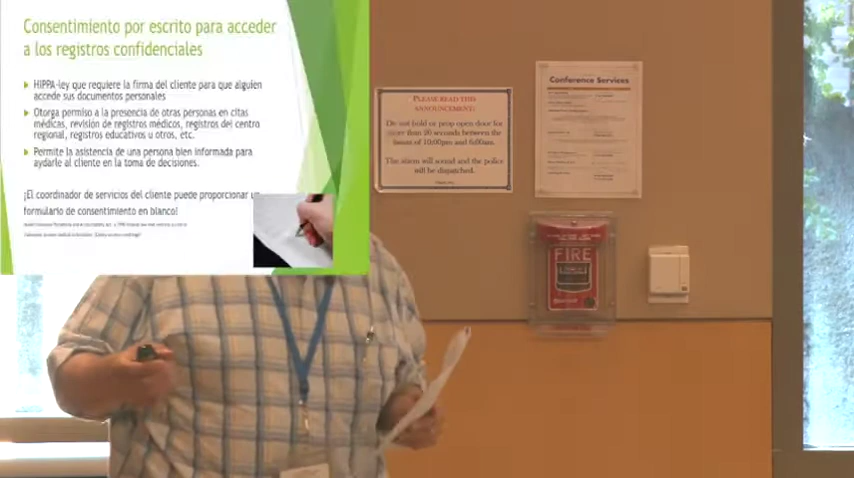 Consentimiento por escrito para acceder
a los registros confidenciales
HIPPA-ley que requiere la firma del cliente para que alguien
accede sus documentos personales
Otorga permiso a la presencia de otras personas en citas
médicas, revisión de registros médicos, registros del centro
regional, registros educativos u otros, etc.
Permite la asistencia de una persona bien informada para
aydarle al cliente en la toma de decisiones.
¡El coordinador de servicios del cliente puede proporcionar un
formulario de consentimiento en blanco!
PLEASE READ THIS
ANNOUNCEMENT:
Do not hold or prop open door for
more than 20 seconds between the
hours of 10:00pm and 6:00am.
The alarm will sound and the police
will be dispatched.
Conference Services
FIRE